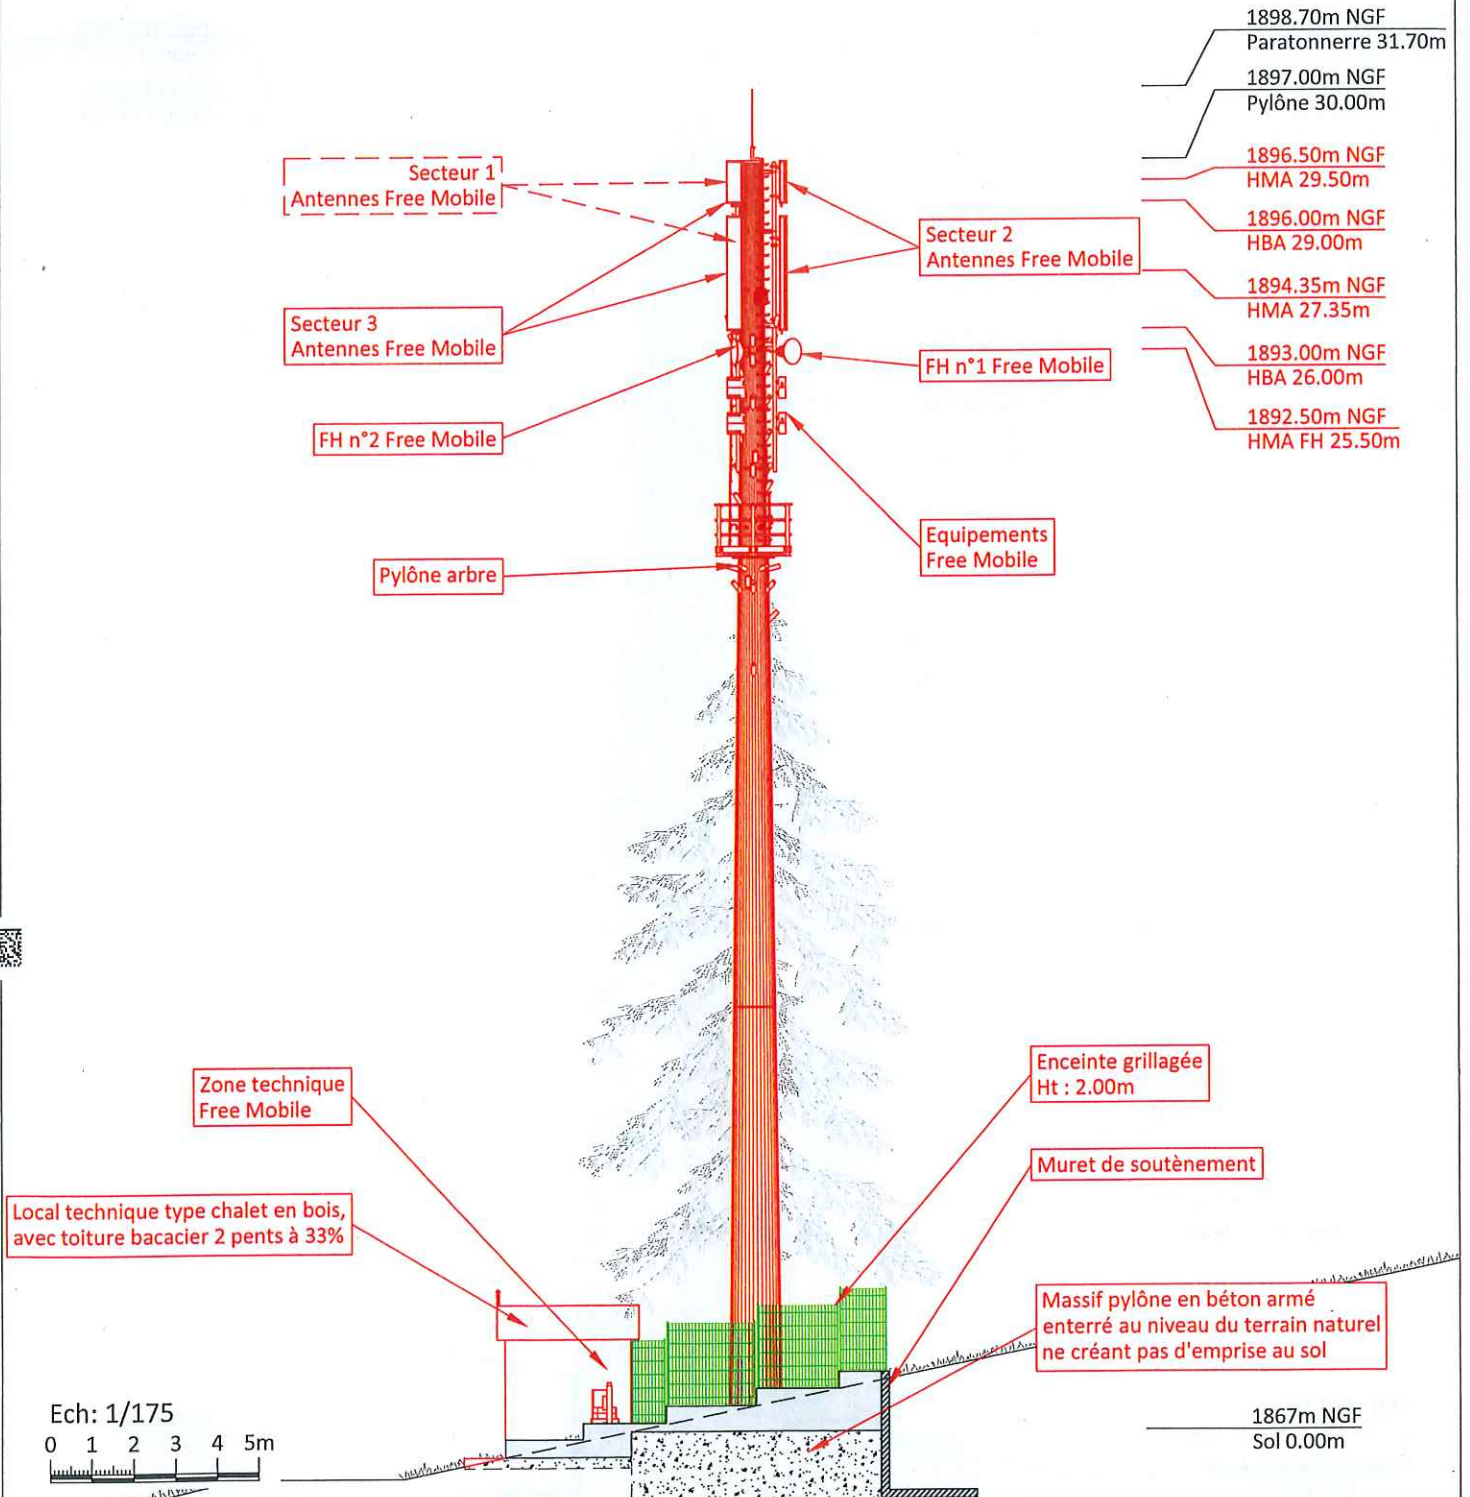 1898.70m NGF
Paratonnerre 31.70m
1897.00m NGF
Pylône 30.00m
1896.50m NGF
HMA 29.50m
1896.00m NGF
HBA 29.00m
1894.35m NGF
HMA 27.35m
1893.00m NGF
HBA 26.00m
1892.50m NGF
HMA FH 25.50m
Secteur 1
Antennes Free Mobile
Secteur 2
Antennes Free Mobile
Secteur 3
Antennes Free Mobile
FH n°1 Free Mobile
FH n°2 Free Mobile
Equipements
Free Mobile
Pylône arbre
Zone technique
Free Mobile
Enceinte grillagée
Ht : 2.00m
Muret de soutènement
Local technique type chalet en bois,
avec toiture bacacier 2 pents à 33%
Massif pylône en béton armé
enterré au niveau du terrain naturel
ne créant pas d'emprise au sol
Ech: 1/175
0 1 2 3 4 5m
1867m NGF
Sol 0.00m